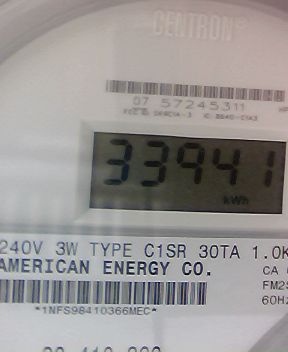 CENTRON®
07 57245311
33941
kWh
240V 3W TYPE C1SR 30TA 1.0K
AMERICAN ENERGY CO.
CA
FM2S
60Hz
*1NFS98410366MEC*